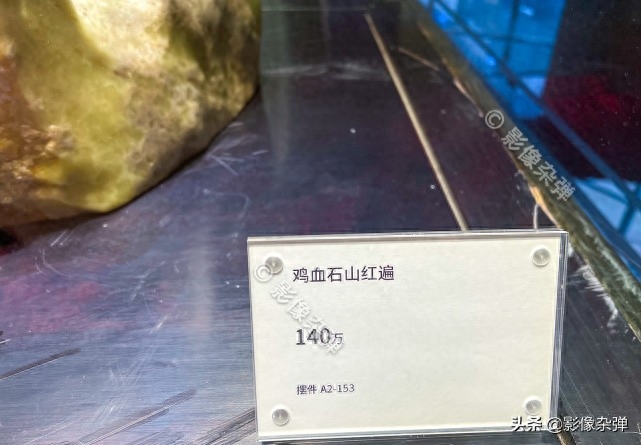 © 影像杂弹
鸡血石山红遍
© 影像杂弹
140万
摆件 A2-153
头条 @影像杂弹